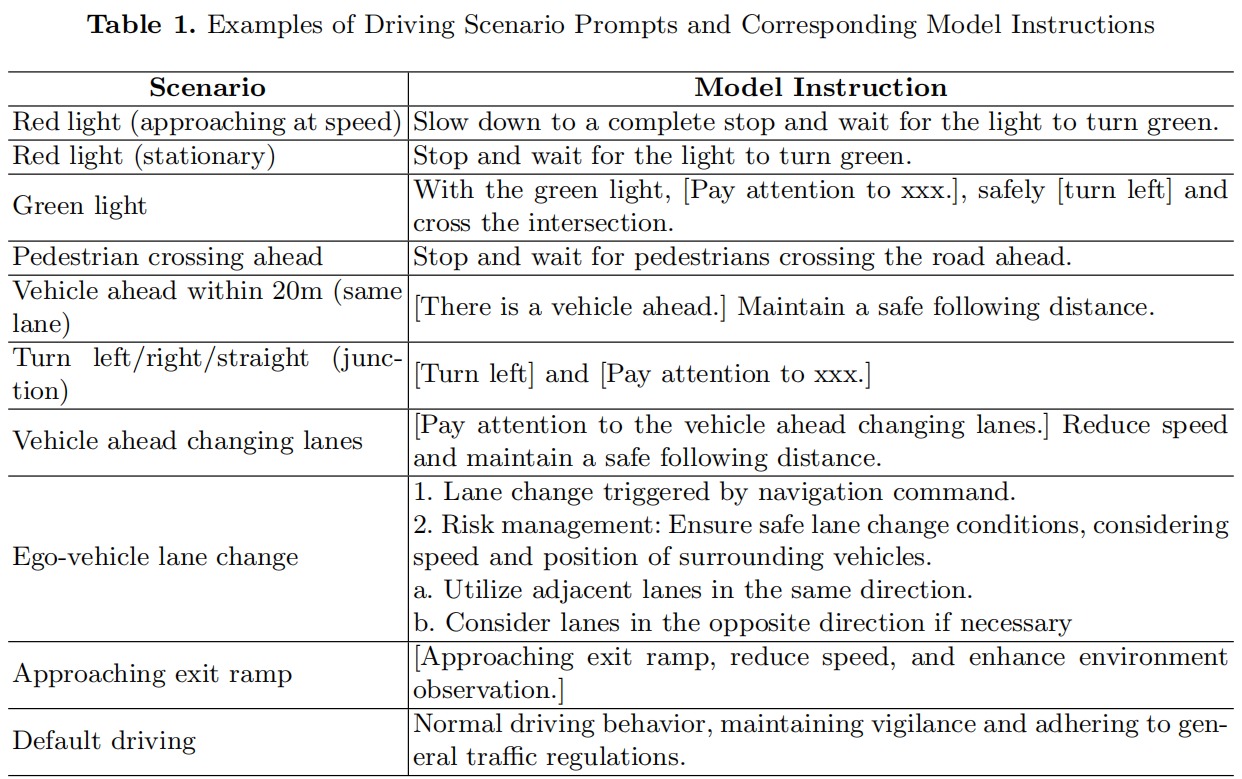 Table 1. Examples of Driving Scenario Prompts and Corresponding Model Instructions
Scenario
Model Instruction
Red light (approaching at speed)
Slow down to a complete stop and wait for the light to turn green.
Red light (stationary)
Stop and wait for the light to turn green.
Green light
With the green light, [Pay attention to xxx.], safely [turn left] and
cross the intersection.
Pedestrian crossing ahead
Stop and wait for pedestrians crossing the road ahead.
Vehicle ahead within 20m (same
lane)
[There is a vehicle ahead.] Maintain a safe following distance.
Turn left/right/straight (junc-
tion)
[Turn left] and [Pay attention to xxx.]
Vehicle ahead changing lanes
[Pay attention to the vehicle ahead changing lanes.] Reduce speed
and maintain a safe following distance.
Ego-vehicle lane change
1. Lane change triggered by navigation command.
2. Risk management: Ensure safe lane change conditions, considering
speed and position of surrounding vehicles.
a. Utilize adjacent lanes in the same direction.
b. Consider lanes in the opposite direction if necessary
Approaching exit ramp
[Approaching exit ramp, reduce speed, and enhance environment
observation.]
Default driving
Normal driving behavior, maintaining vigilance and adhering to gen-
eral traffic regulations.